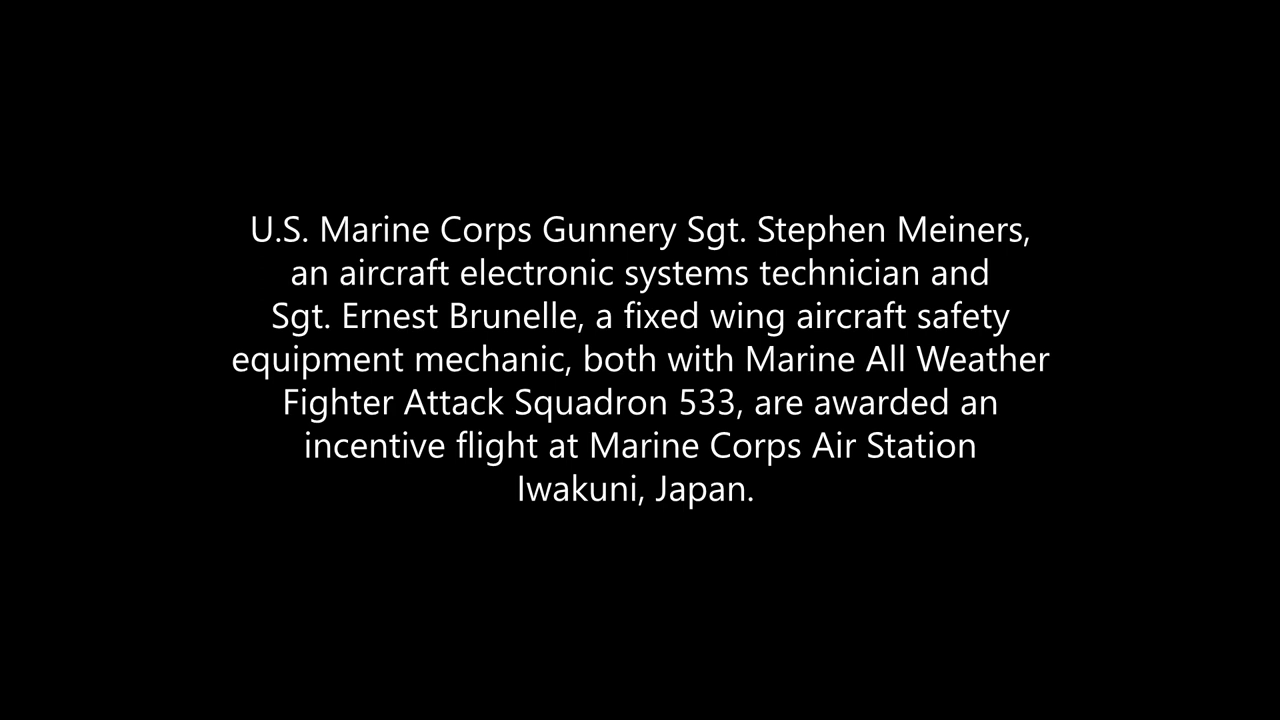 U.S. Marine Corps Gunnery Sgt. Stephen Meiners,
an aircraft electronic systems technician and
Sgt. Ernest Brunelle, a fixed wing aircraft safety
equipment mechanic, both with Marine All Weather
Fighter Attack Squadron 533, are awarded an
incentive flight at Marine Corps Air Station
Iwakuni, Japan.